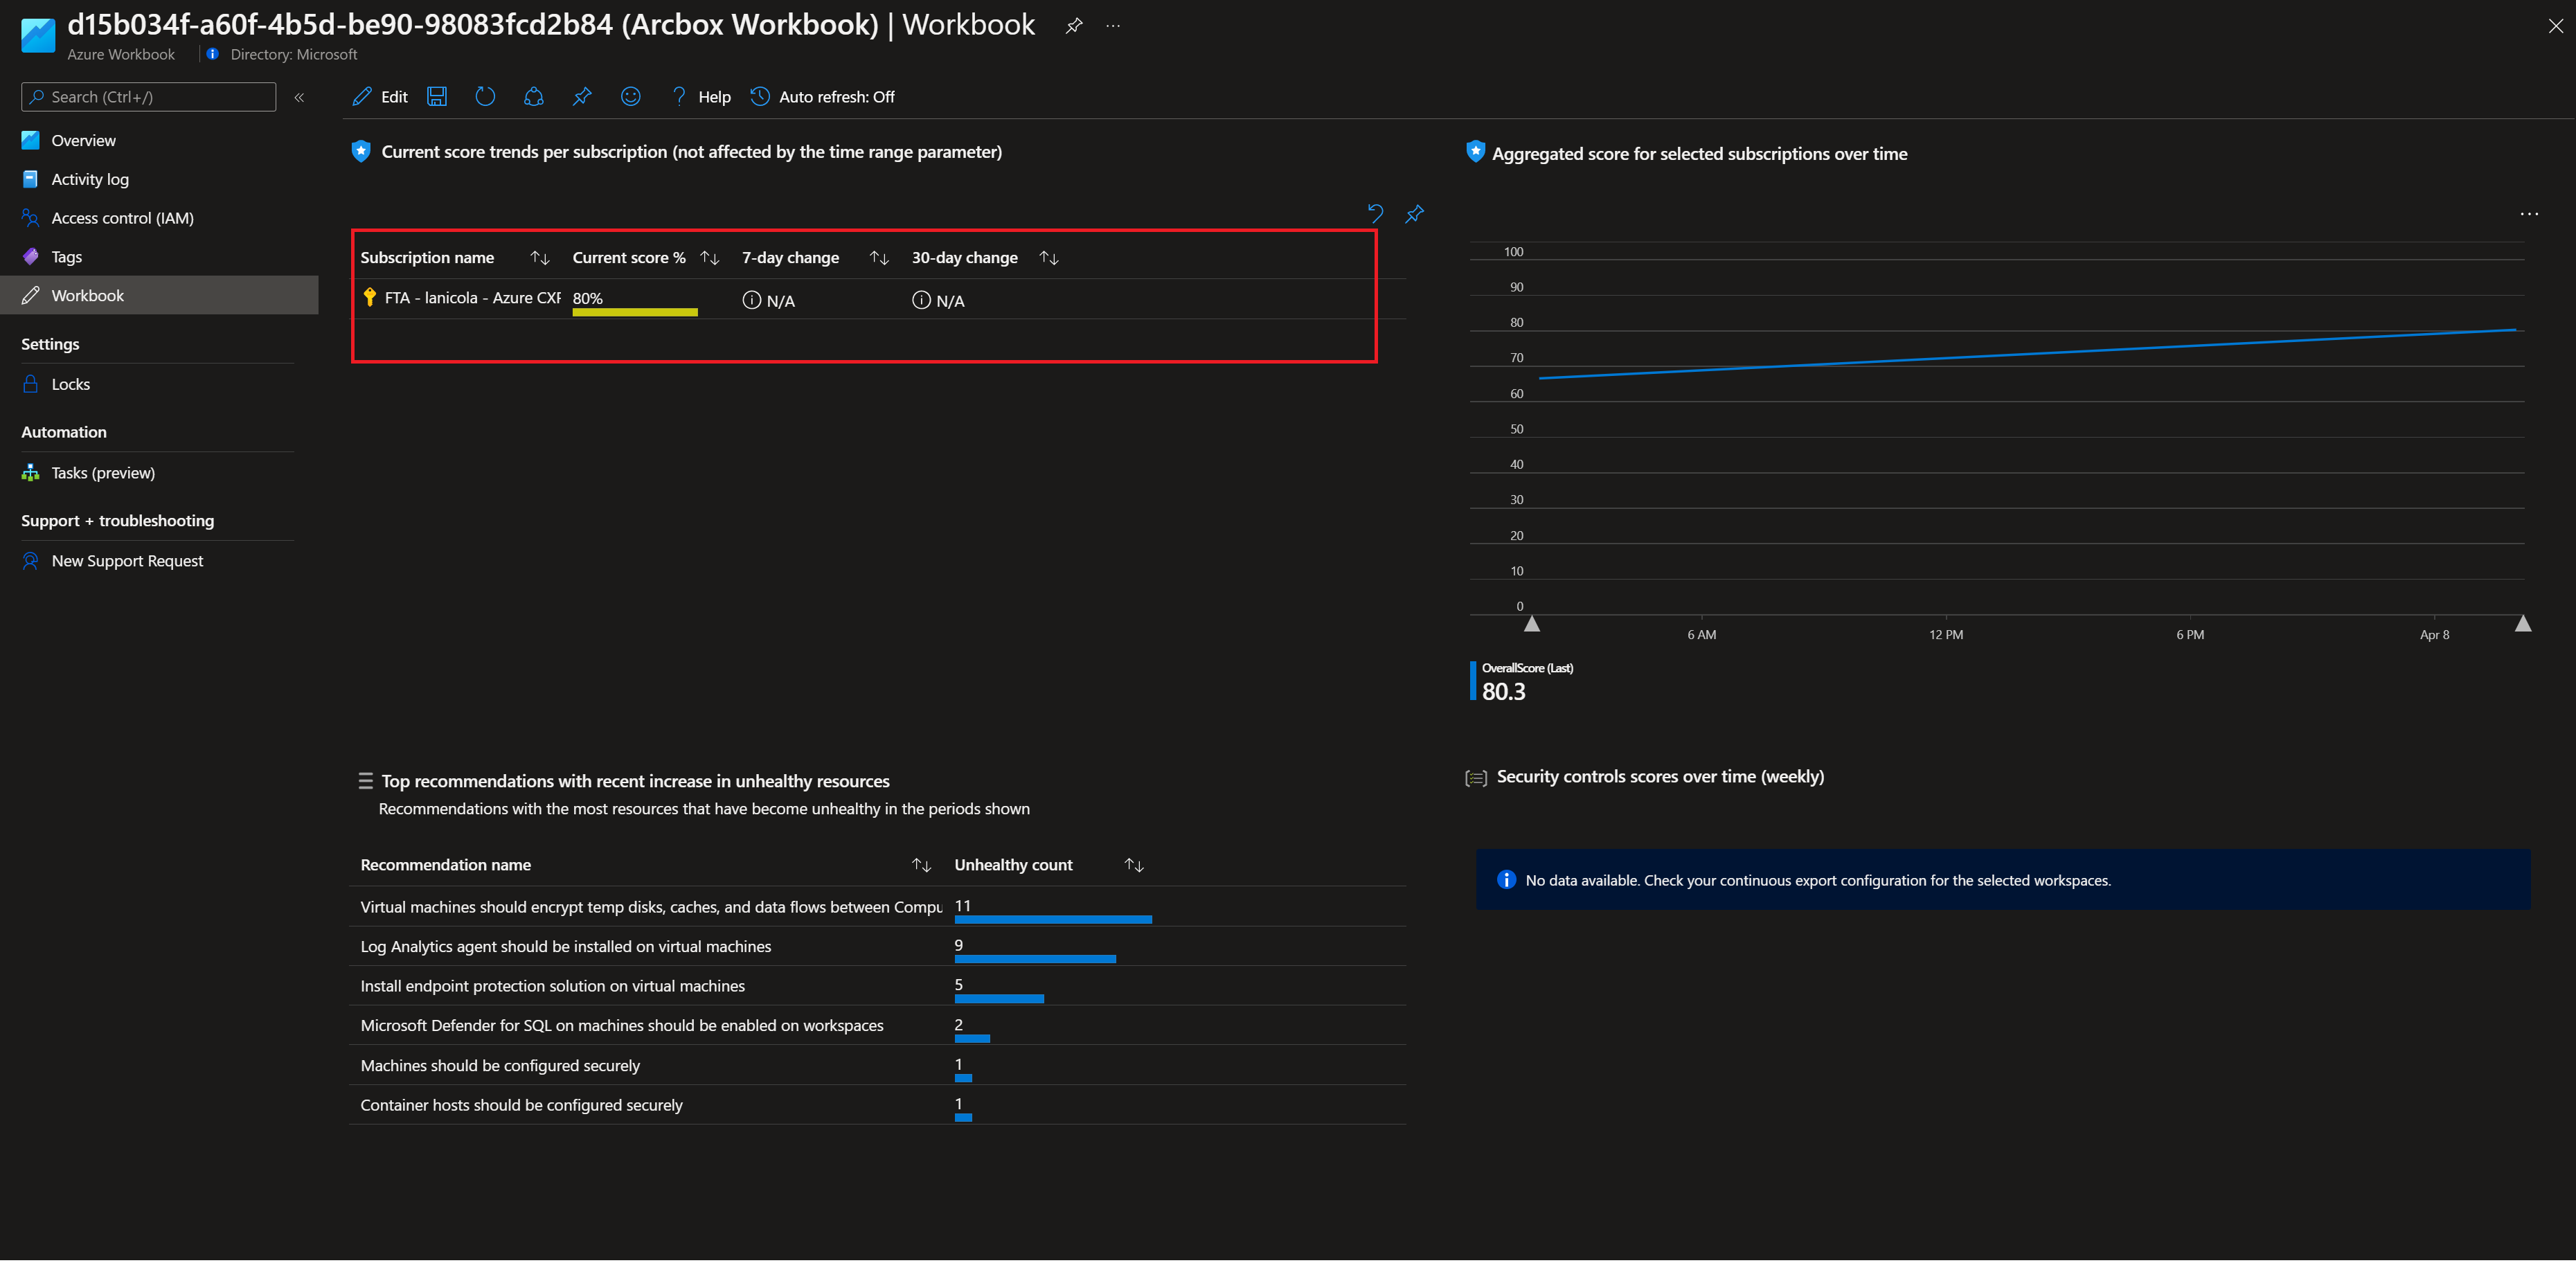 d15b034f-a60f-4b5d-be90-98083fcd2b84 (Arcbox Workbook) | Workbook
Azure Workbook
Directory: Microsoft
Search (Ctrl+/)
Overview
Activity log
Access control (IAM)
Tags
Workbook
Settings
Locks
Automation
Tasks (preview)
Support + troubleshooting
New Support Request
Edit
Help
Auto refresh: Off
Current score trends per subscription (not affected by the time range parameter)
Subscription name
Current score %
7-day change
30-day change
FTA - lanicola - Azure CXF
80%
N/A
N/A
Aggregated score for selected subscriptions over time
100
90
80
70
60
50
40
30
20
10
0
6 AM
12 PM
6 PM
Apr 8
OverallScore (Last)
80.3
Top recommendations with recent increase in unhealthy resources
Recommendations with the most resources that have become unhealthy in the periods shown
Recommendation name
Unhealthy count
Virtual machines should encrypt temp disks, caches, and data flows between Compu
11
Log Analytics agent should be installed on virtual machines
9
Install endpoint protection solution on virtual machines
5
Microsoft Defender for SQL on machines should be enabled on workspaces
2
Machines should be configured securely
1
Container hosts should be configured securely
1
Security controls scores over time (weekly)
No data available. Check your continuous export configuration for the selected workspaces.